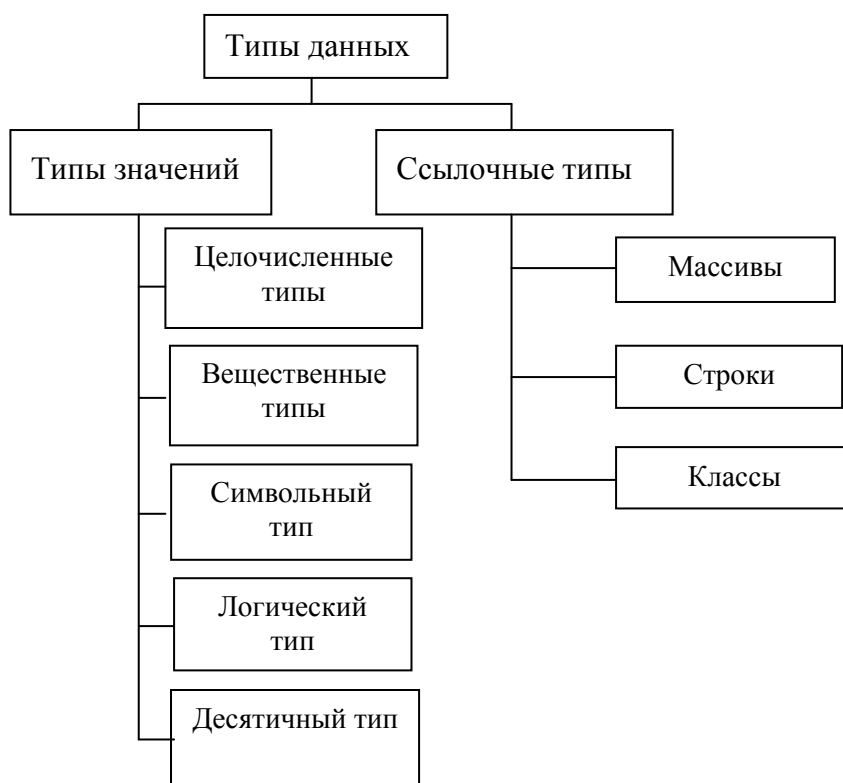 Типы данных
Типы значений
Ссылочные типы
Целочисленные
типы
Вещественные
типы
Символьный
тип
Логический
тип
Десятичный тип
Массивы
Строки
Классы